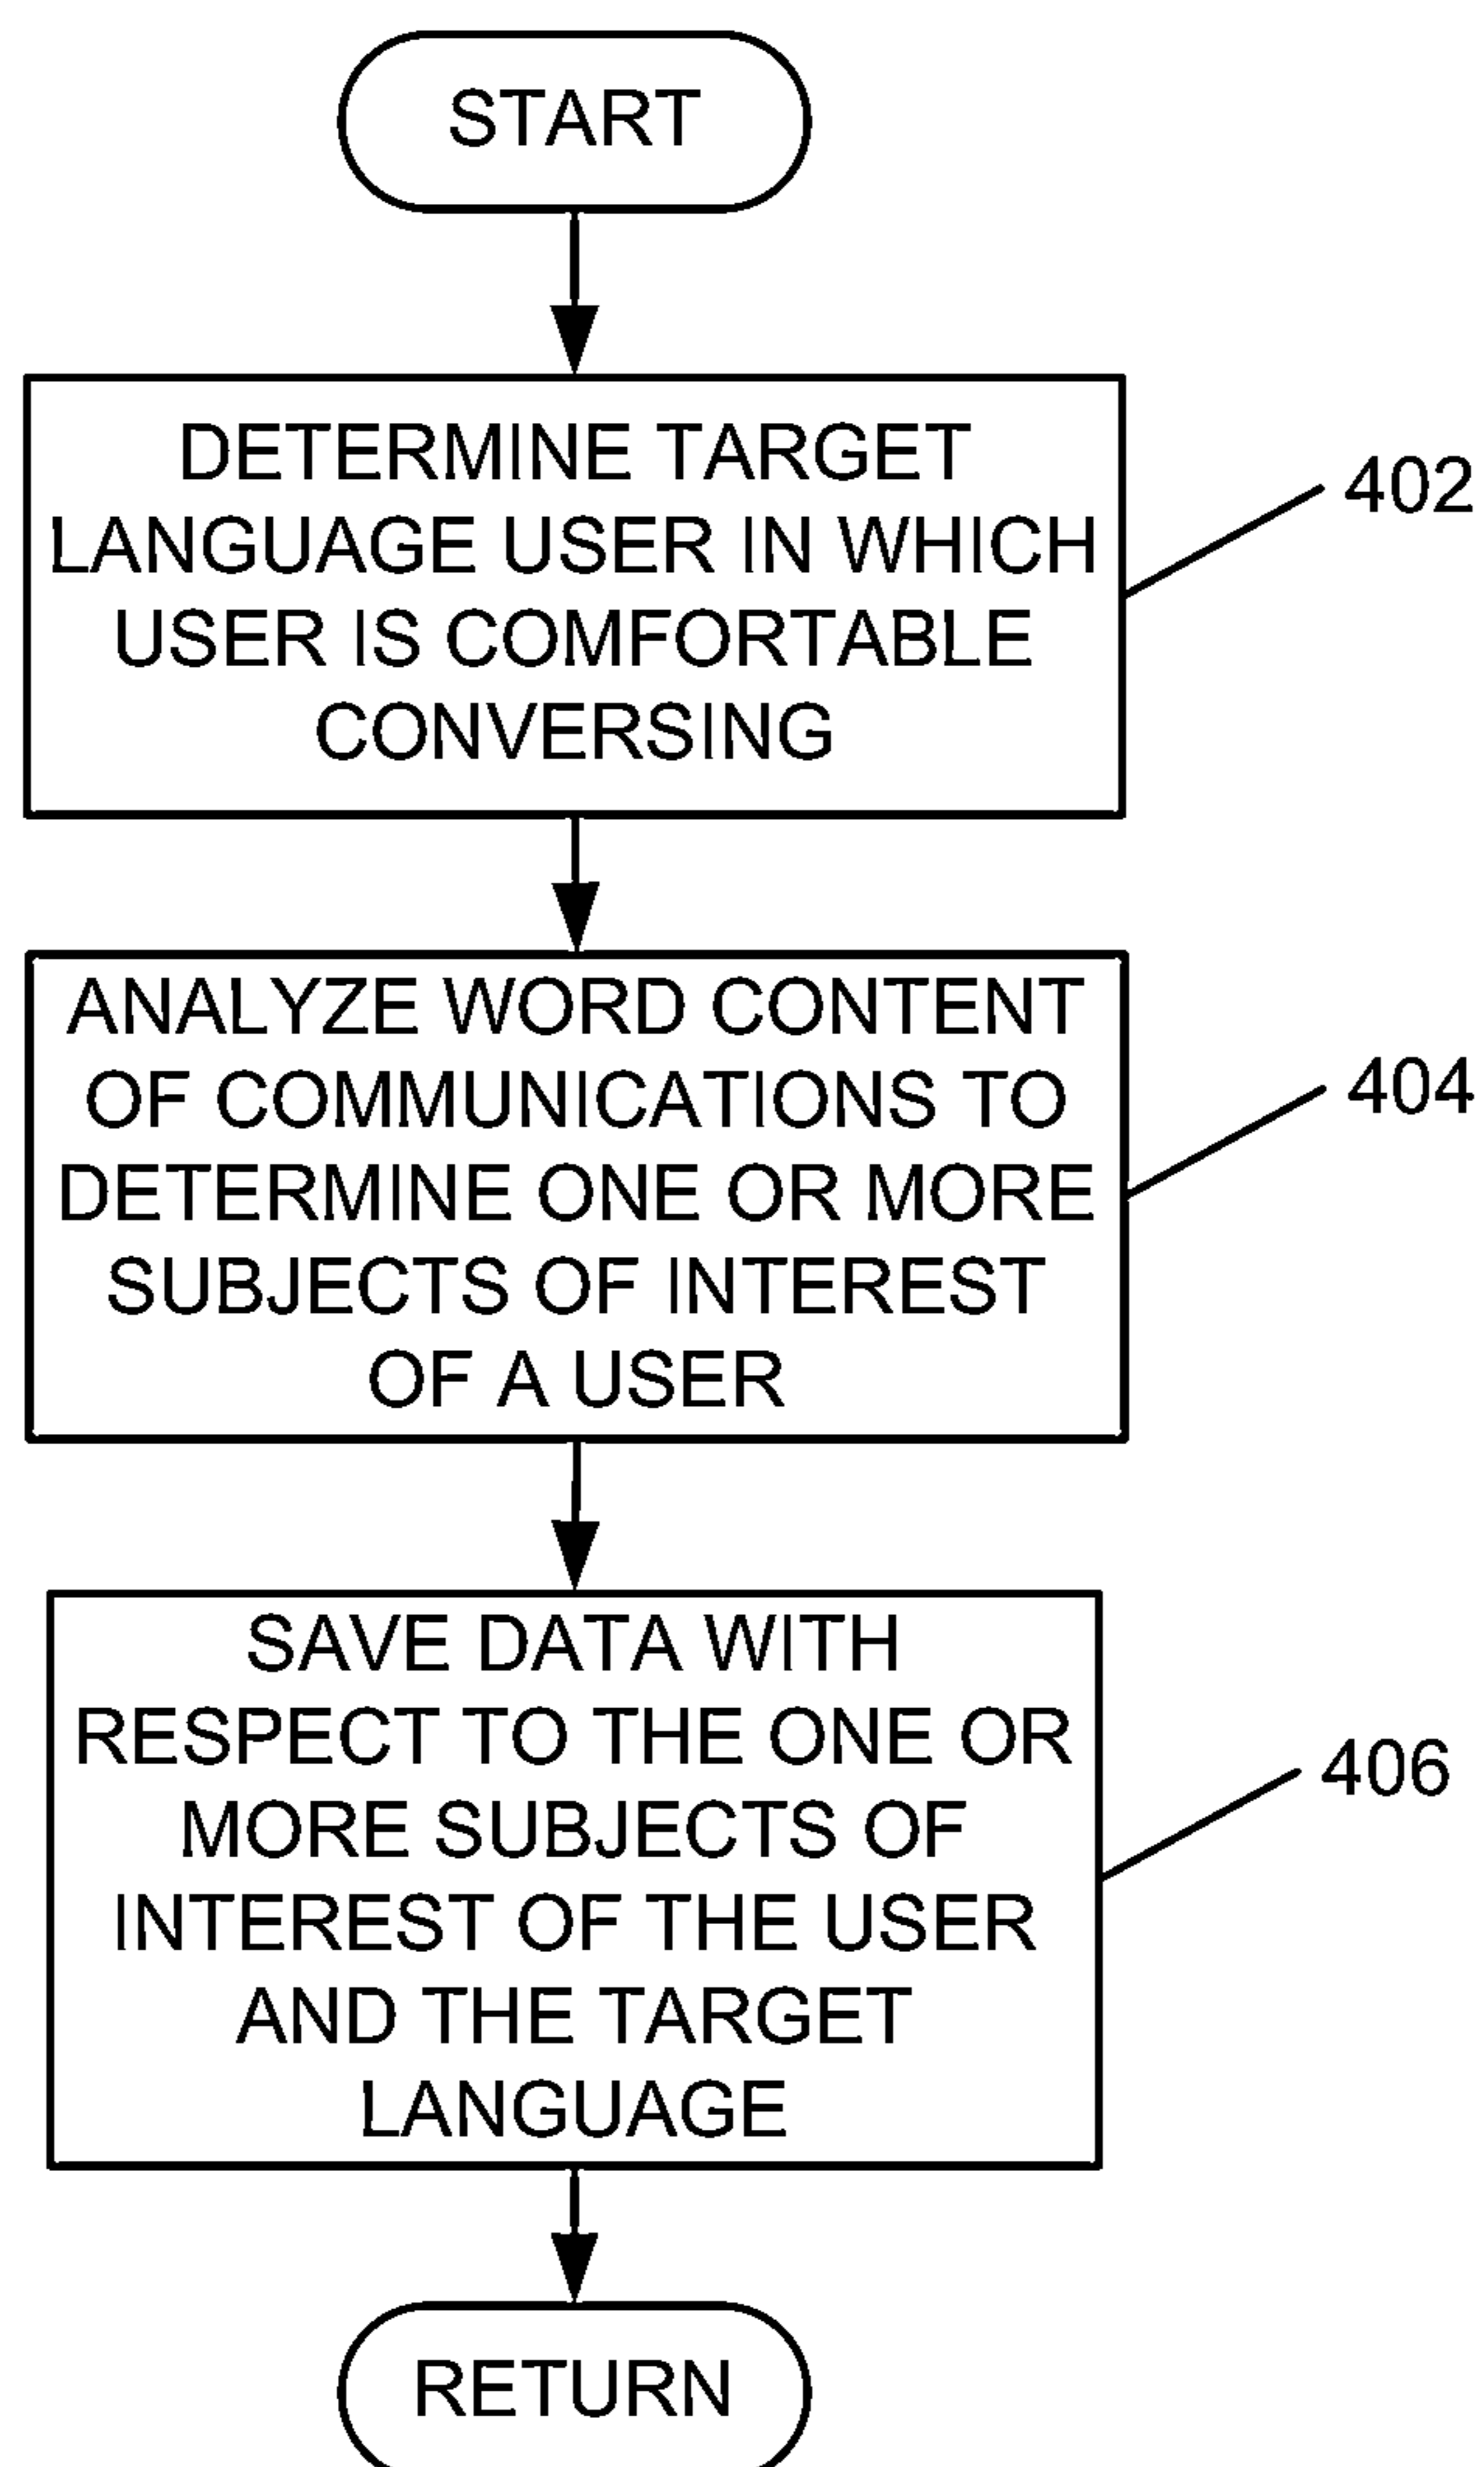 START
DETERMINE TARGET
LANGUAGE USER IN WHICH
USER IS COMFORTABLE
CONVERSING
402
ANALYZE WORD CONTENT
OF COMMUNICATIONS TO
DETERMINE ONE OR MORE
SUBJECTS OF INTEREST
OF A USER
404
SAVE DATA WITH
RESPECT TO THE ONE OR
MORE SUBJECTS OF
INTEREST OF THE USER
AND THE TARGET
LANGUAGE
406
RETURN